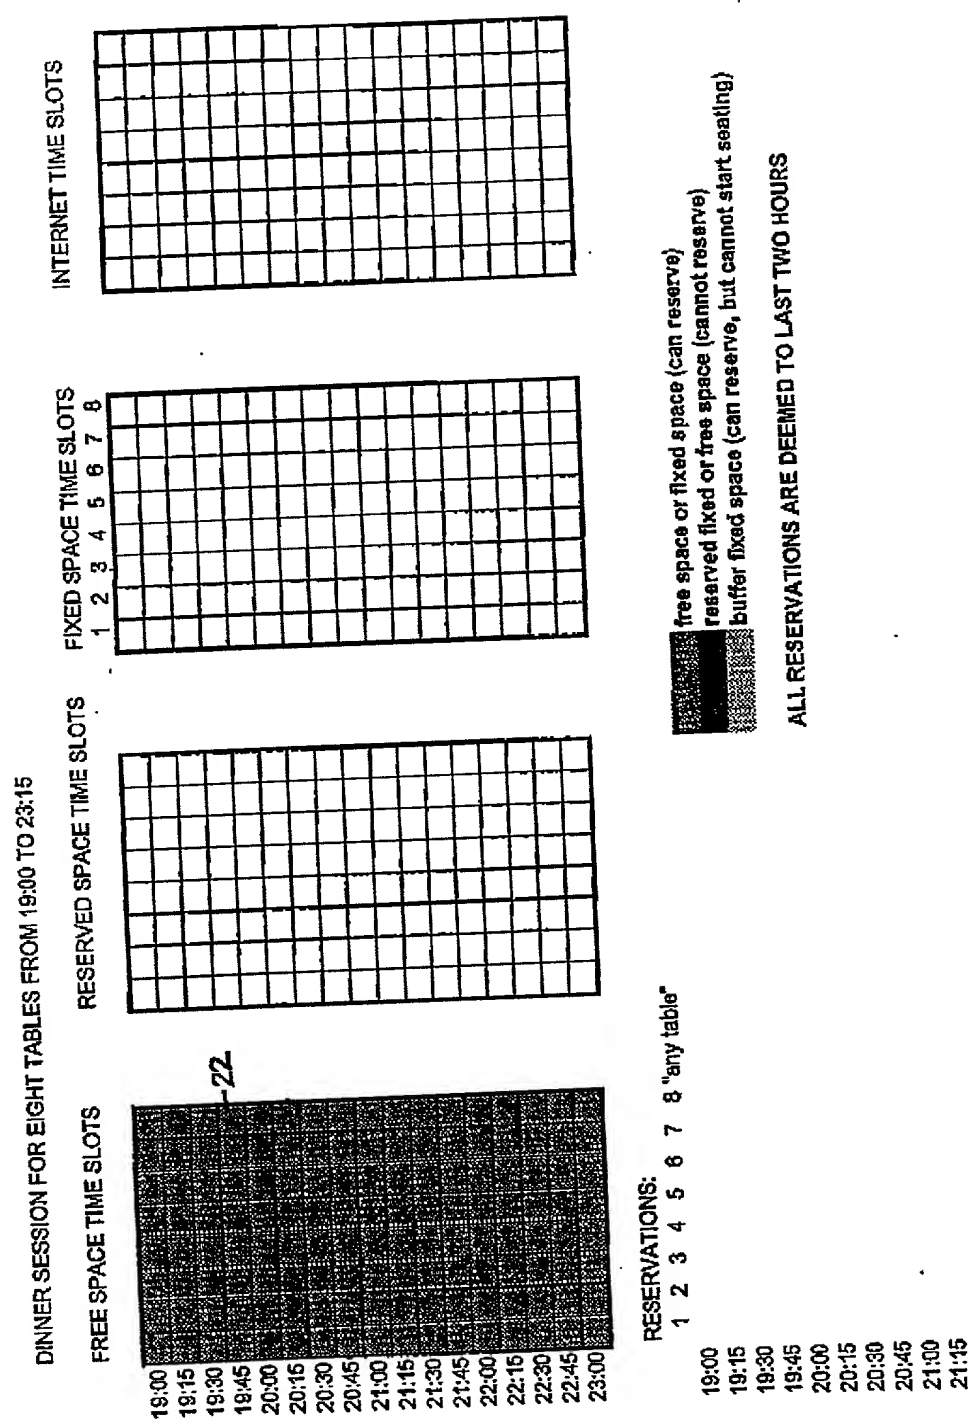 DINNER SESSION FOR EIGHT TABLES FROM 19:00 TO 23:15
FREE SPACE TIME SLOTS
RESERVED SPACE TIME SLOTS
FIXED SPACE TIME SLOTS
INTERNET TIME SLOTS
1 2 3 4 5 6 7 8
22
19:00
19:15
19:30
19:45
20:00
20:15
20:30
20:45
21:00
21:15
21:30
21:45
22:00
22:15
22:30
22:45
23:00
RESERVATIONS:
1 2 3 4 5 6 7 8 "any table"
19:00
19:15
19:30
19:45
20:00
20:15
20:30
20:45
21:00
21:15
free space or fixed space (can reserve)
reserved fixed or free space (cannot reserve)
buffer fixed space (can reserve, but cannot start seating)
ALL RESERVATIONS ARE DEEMED TO LAST TWO HOURS